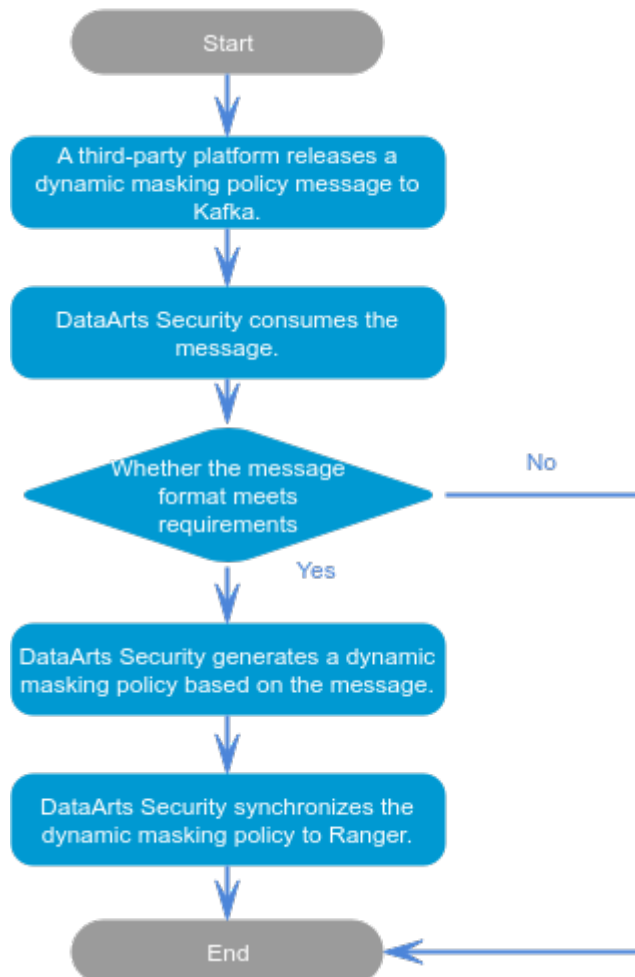 Start
A third-party platform releases a
dynamic masking policy message to
Kafka.
DataArts Security consumes the
message.
Whether the message
format meets
requirements
No
Yes
DataArts Security generates a dynamic
masking policy based on the message.
DataArts Security synchronizes the
dynamic masking policy to Ranger.
End